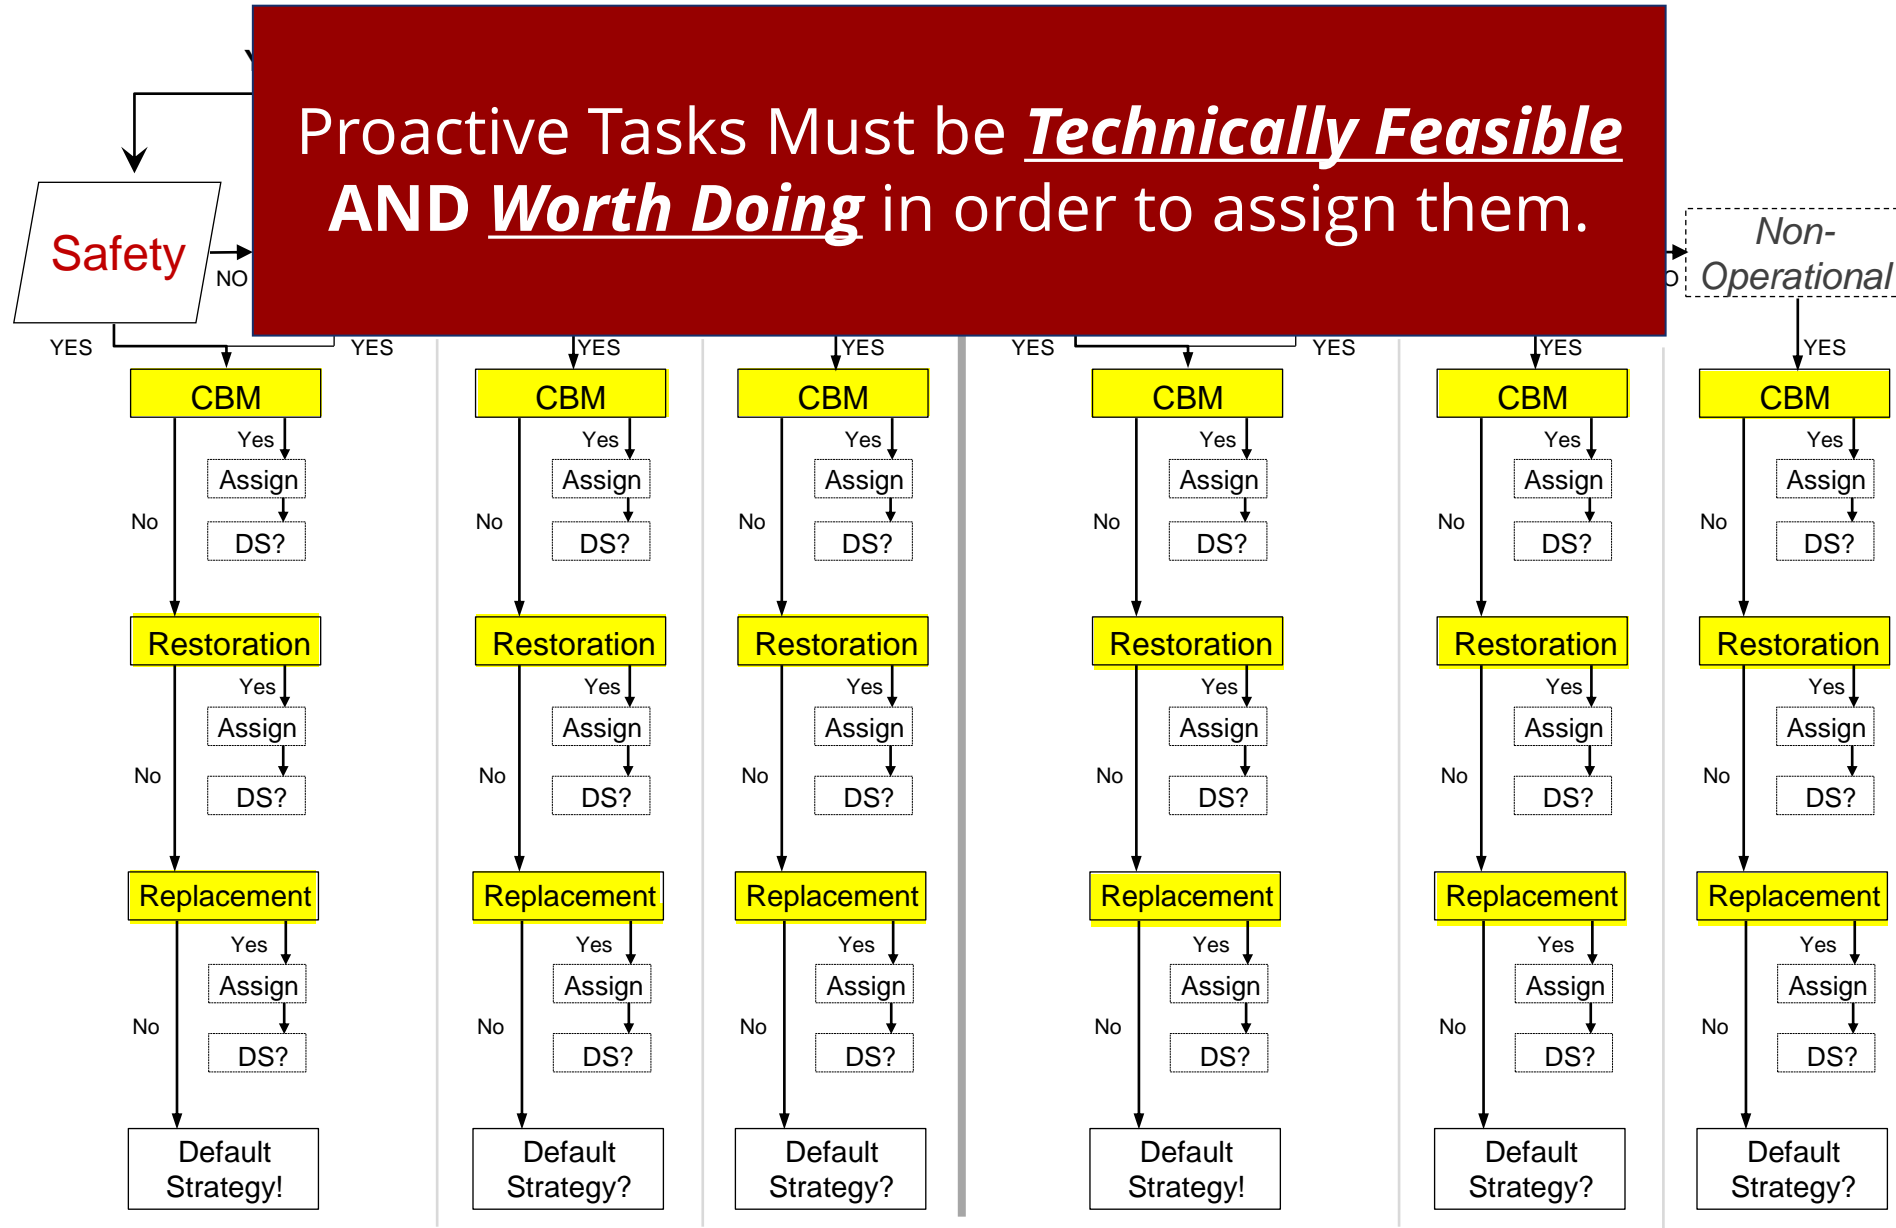 Y
Proactive Tasks Must be Technically Feasible
AND Worth Doing in order to assign them.
Safety
NO
O
Non-
Operational
YES YES YES YES YES YES YES YES
CBM CBM CBM CBM CBM CBM
Yes Yes Yes Yes Yes Yes
Assign Assign Assign Assign Assign Assign
No No No No No No
DS? DS? DS? DS? DS? DS?
Restoration Restoration Restoration Restoration Restoration Restoration
Yes Yes Yes Yes Yes Yes
Assign Assign Assign Assign Assign Assign
No No No No No No
DS? DS? DS? DS? DS? DS?
Replacement Replacement Replacement Replacement Replacement Replacement
Yes Yes Yes Yes Yes Yes
Assign Assign Assign Assign Assign Assign
No No No No No No
DS? DS? DS? DS? DS? DS?
Default Default Default Default Default Default
Strategy! Strategy? Strategy? Strategy! Strategy? Strategy?